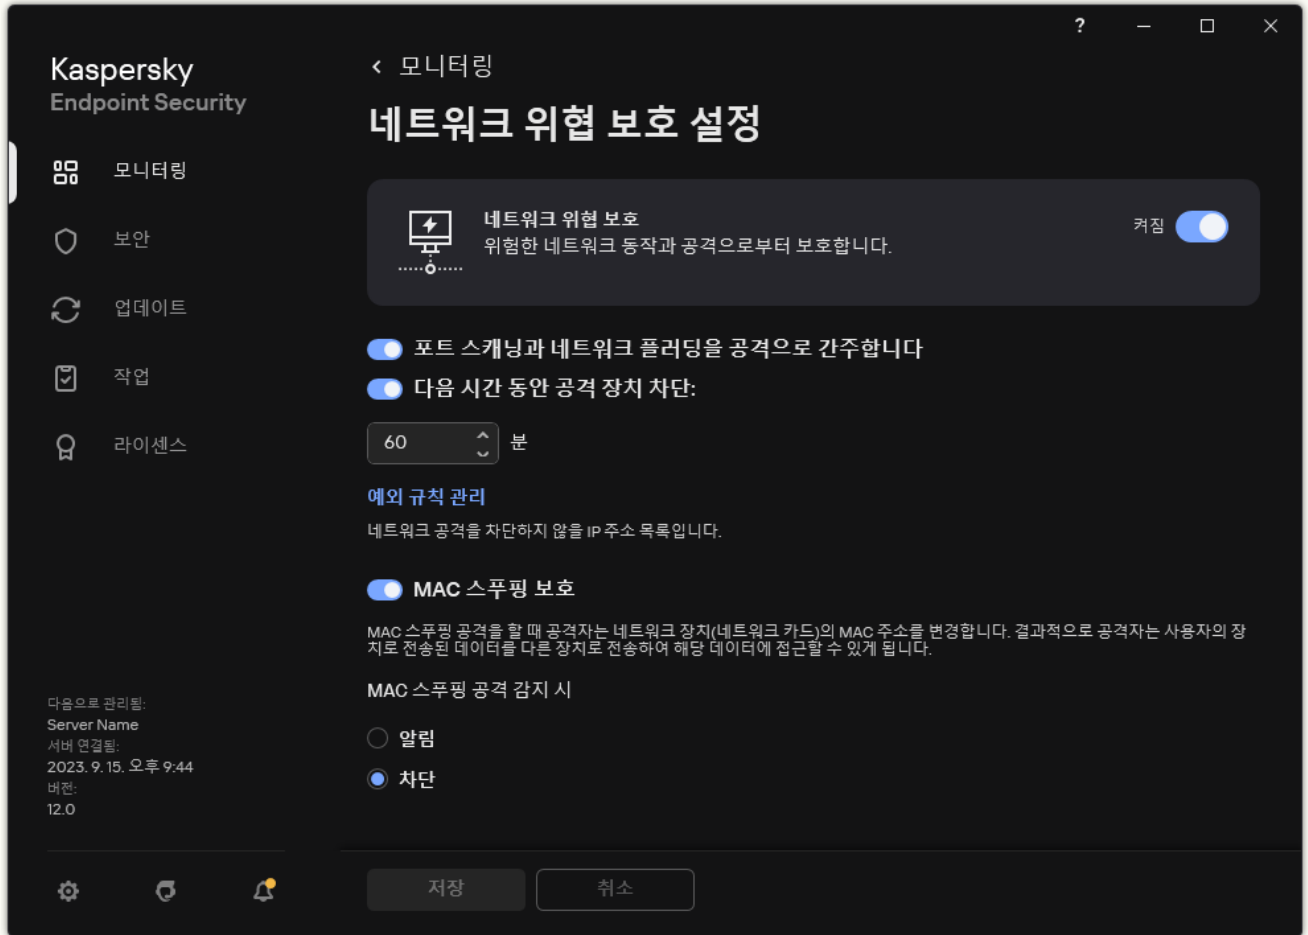 ?
Kaspersky
Endpoint Security
모니터링
보안
업데이트
작업
라이센스
다음으로 관리됨:
Server Name
서버 연결됨:
2023. 9. 15. 오후 9:44
버전:
12.0
모니터링
네트워크 위협 보호 설정
네트워크 위협 보호
위험한 네트워크 동작과 공격으로부터 보호합니다.
켜짐
포트 스캐닝과 네트워크 플러딩을 공격으로 간주합니다
다음 시간 동안 공격 장치 차단:
60 분
예외 규칙 관리
네트워크 공격을 차단하지 않을 IP 주소 목록입니다.
MAC 스푸핑 보호
MAC 스푸핑 공격을 할 때 공격자는 네트워크 장치(네트워크 카드)의 MAC 주소를 변경합니다. 결과적으로 공격자는 사용자의 장
치로 전송된 데이터를 다른 장치로 전송하여 해당 데이터에 접근할 수 있게 됩니다.
MAC 스푸핑 공격 감지 시
알림
차단
저장
취소